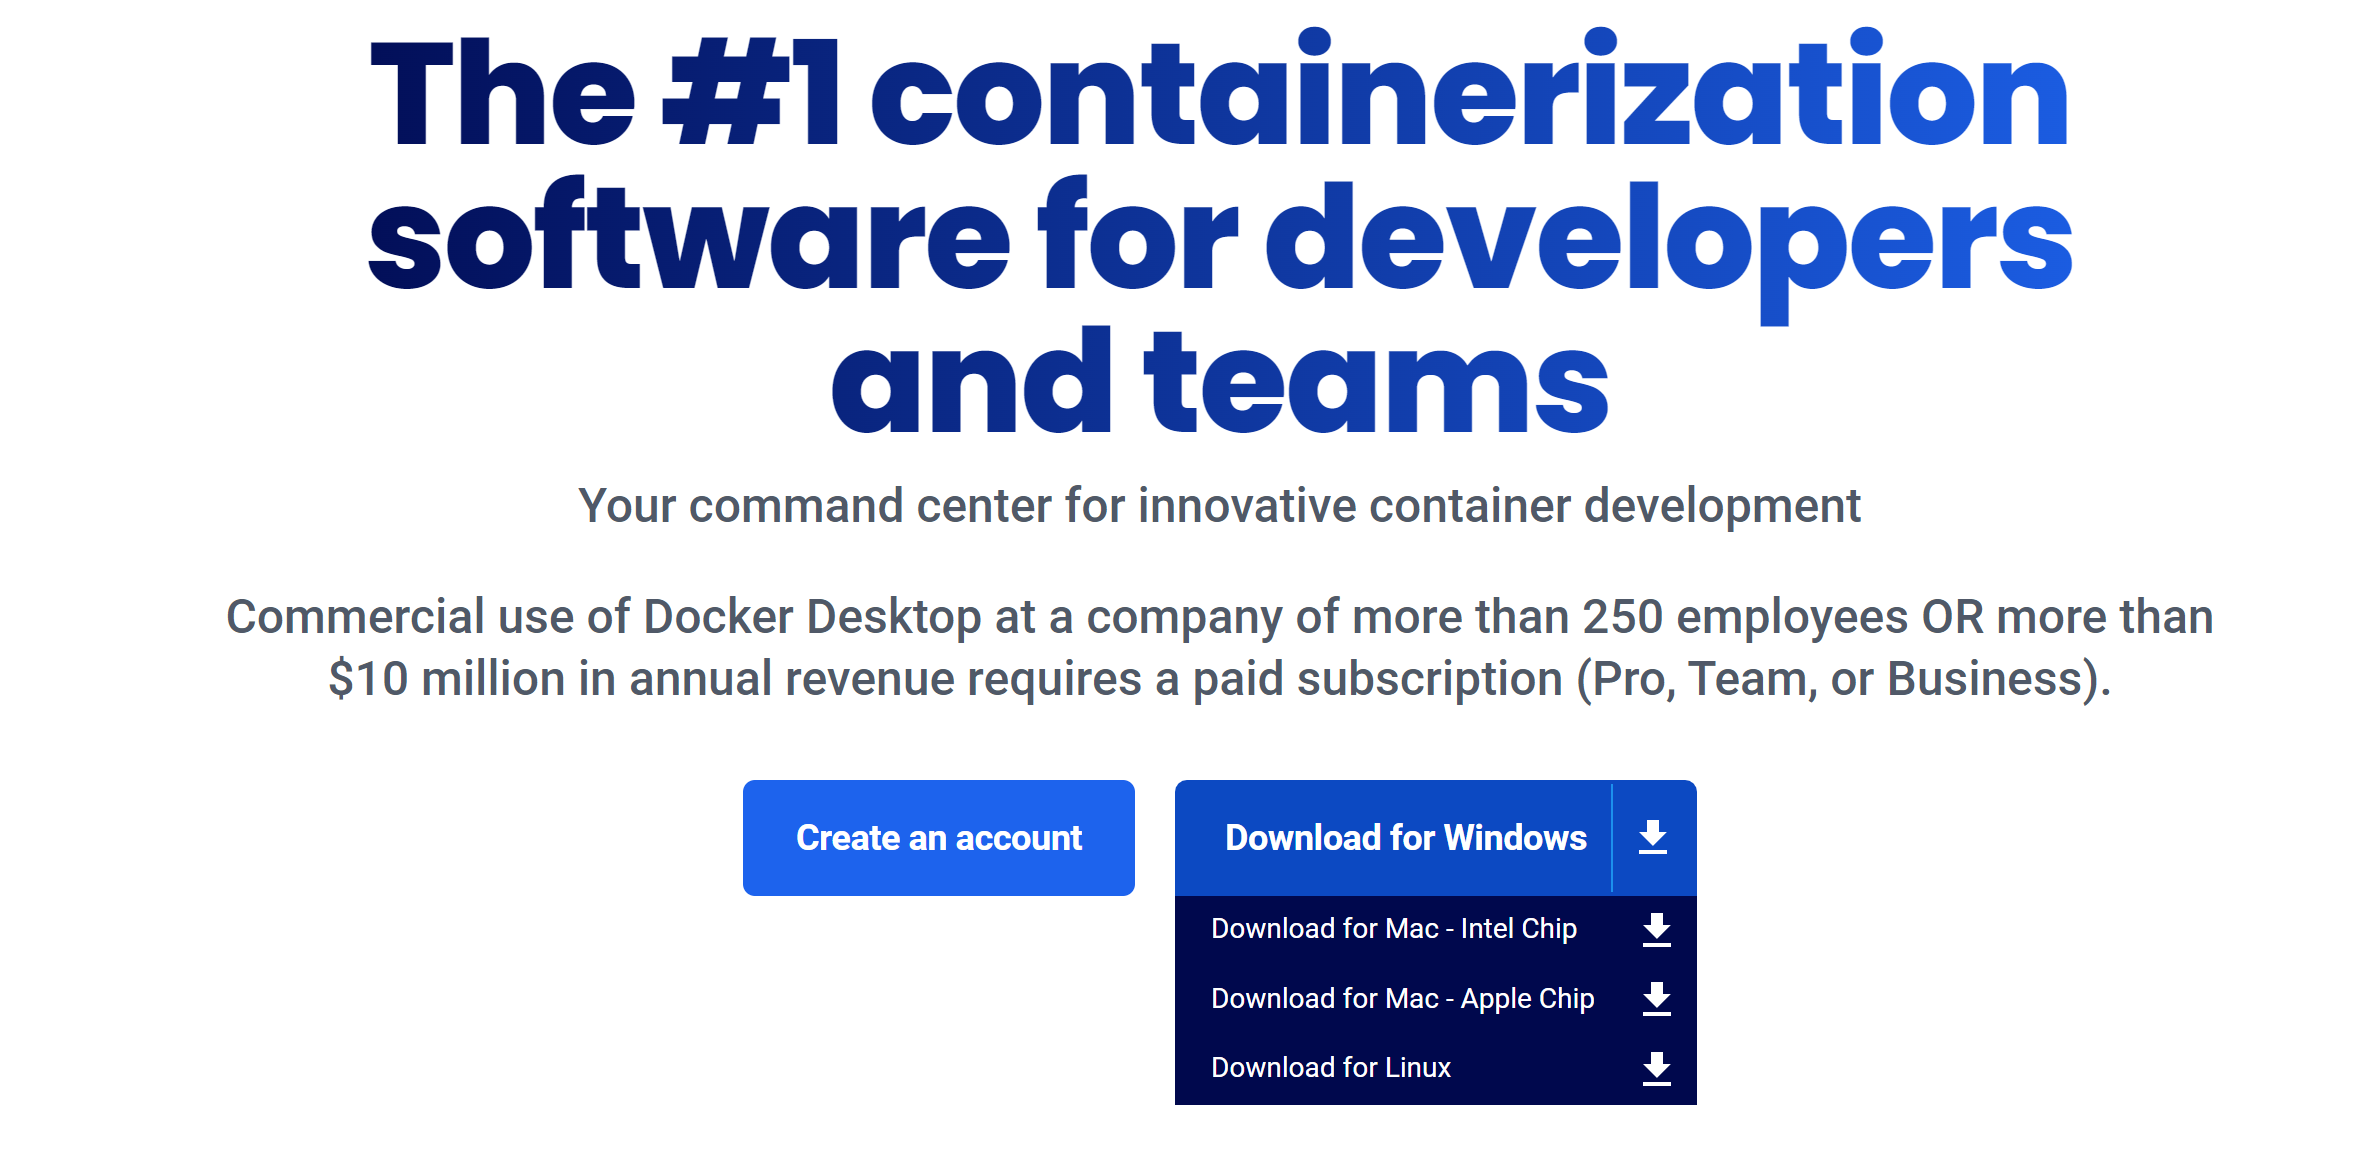 The #1 containerization
software for developers
and teams
Your command center for innovative container development
Commercial use of Docker Desktop at a company of more than 250 employees OR more than
$10 million in annual revenue requires a paid subscription (Pro, Team, or Business).
Create an account
Download for Windows
Download for Mac - Intel Chip
Download for Mac - Apple Chip
Download for Linux